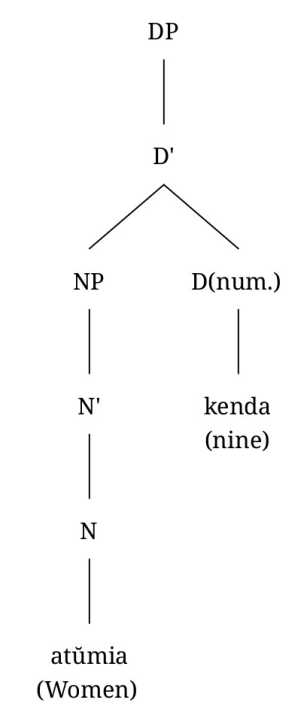 DP
D'
NP D(num.)
N' kenda
(nine)
N
atŭmia
(Women)